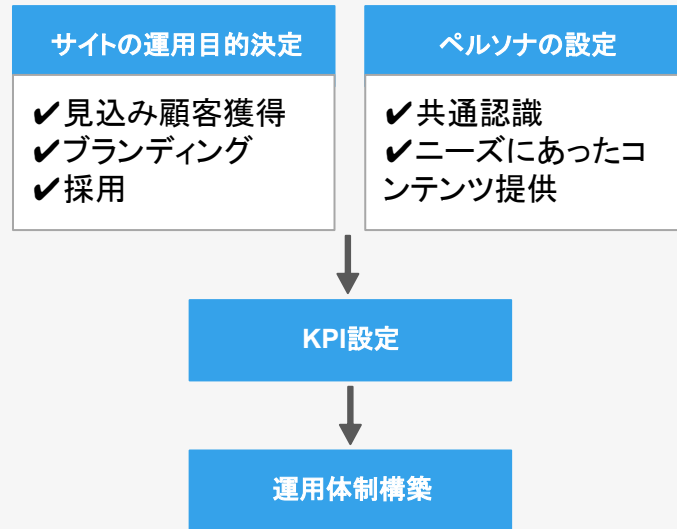 サイトの運用目的決定
✔見込み顧客獲得
✔ブランディング
✔採用
ペルソナの設定
✔共通認識
✔ニーズにあったコ
ンテンツ提供
KPI設定
運用体制構築